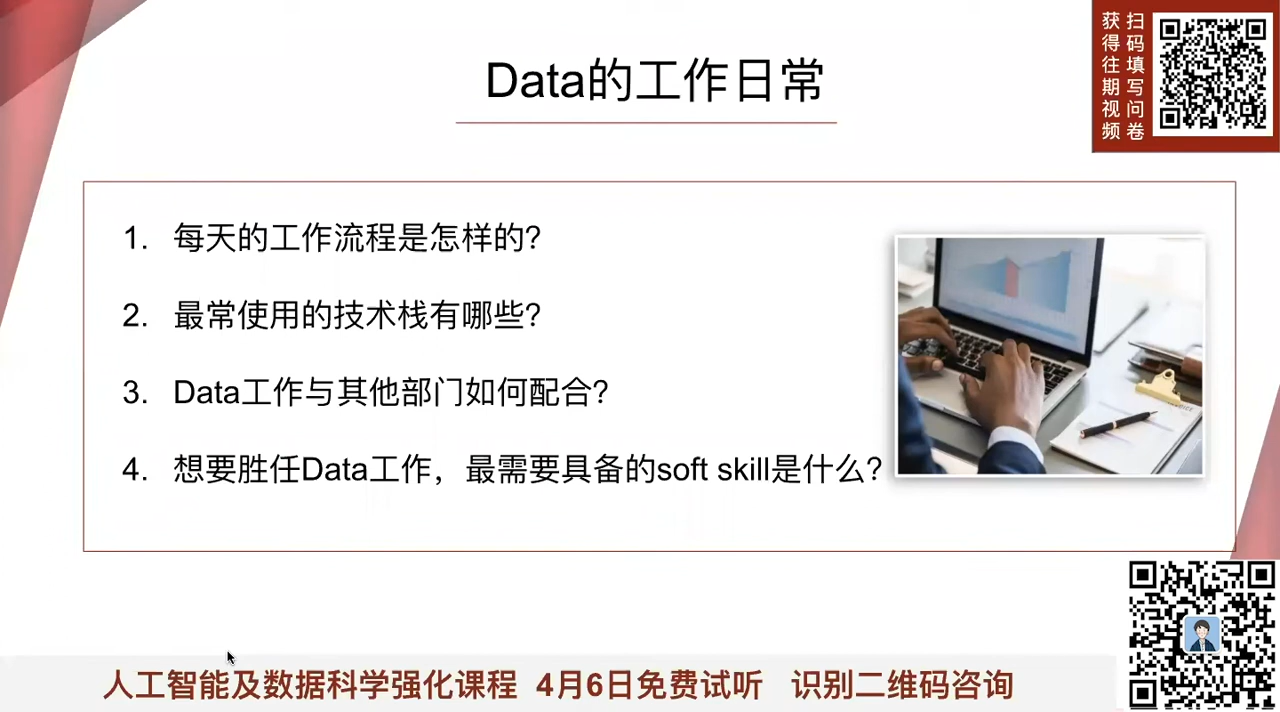 Data的工作日常
扫码填写问卷
获得往期视频
1. 每天的工作流程是怎样的?
2. 最常使用的技术栈有哪些?
3. Data工作与其他部门如何配合?
4. 想要胜任Data工作，最需要具备的soft skill是什么?
人工智能及数据科学强化课程 4月6日免费试听 识别二维码咨询